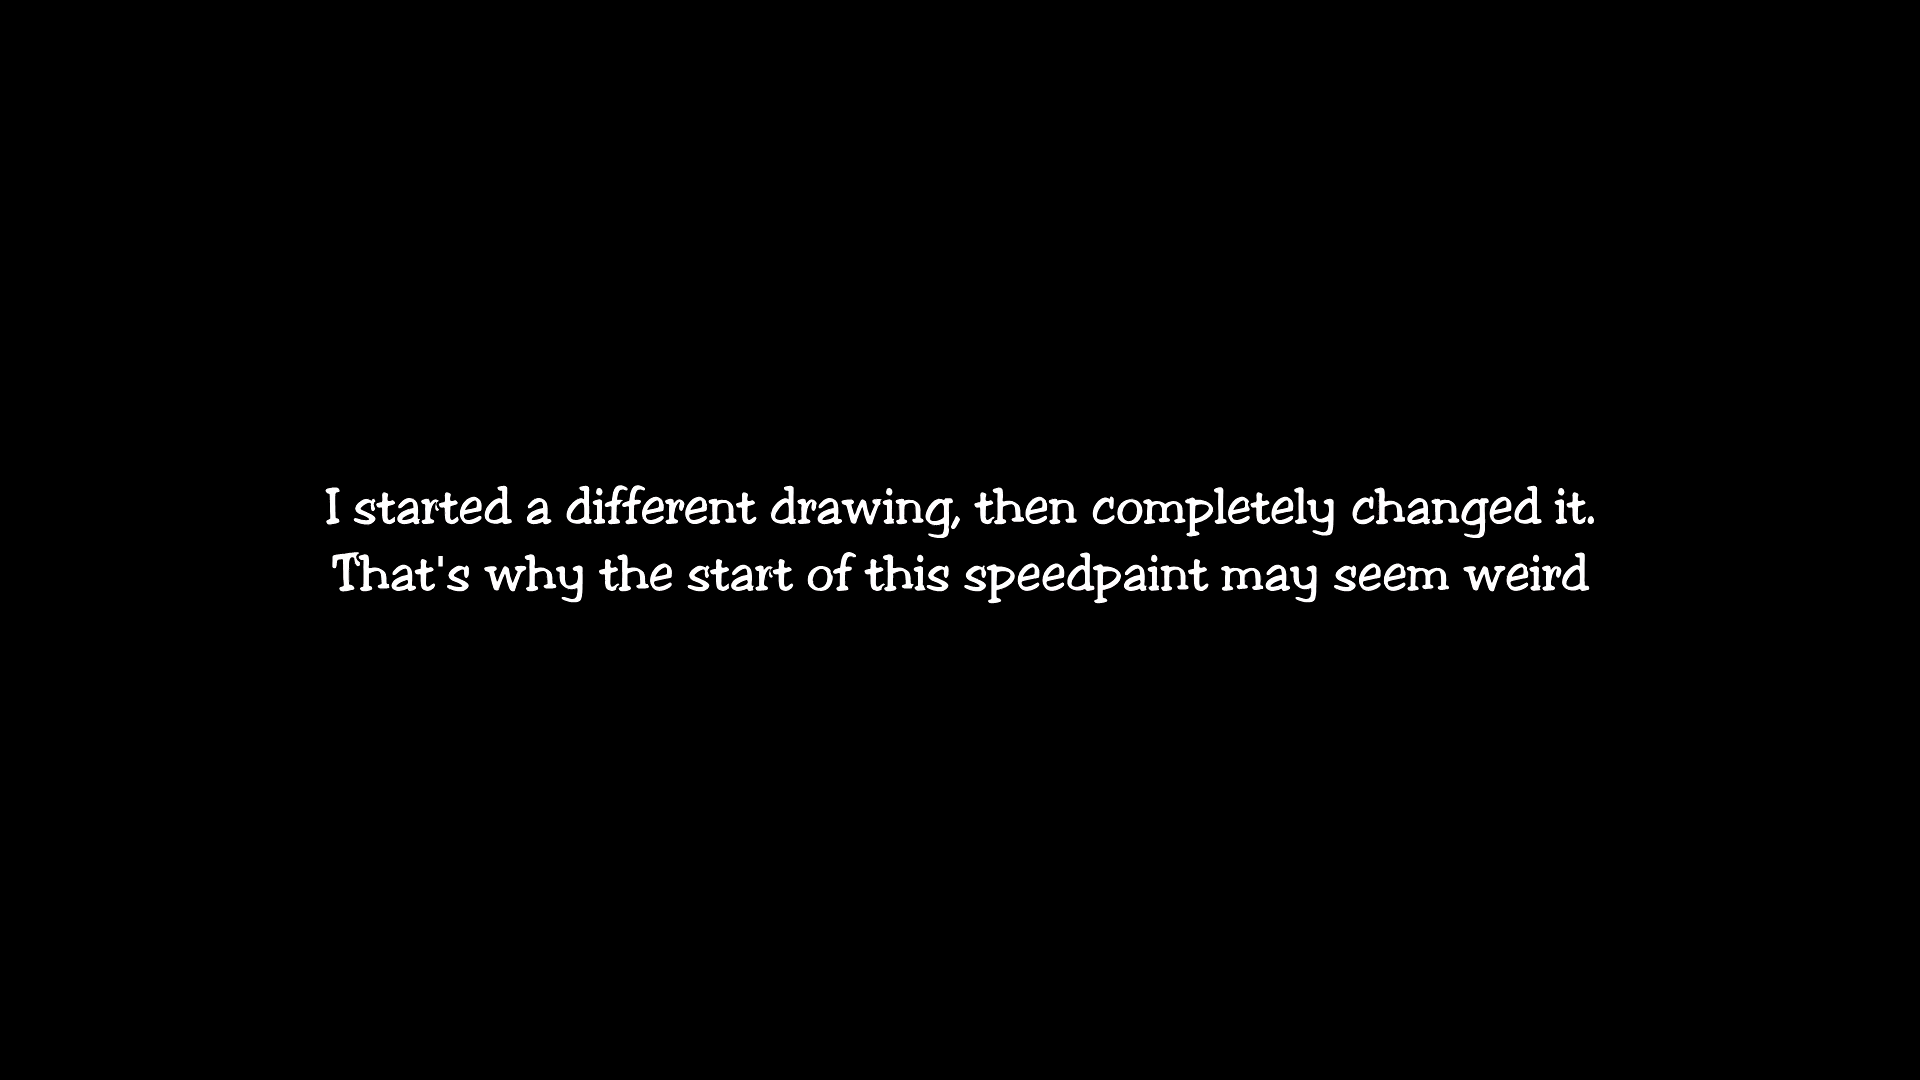 I started a different drawing, then completely changed it.
That's why the start of this speedpaint may seem weird